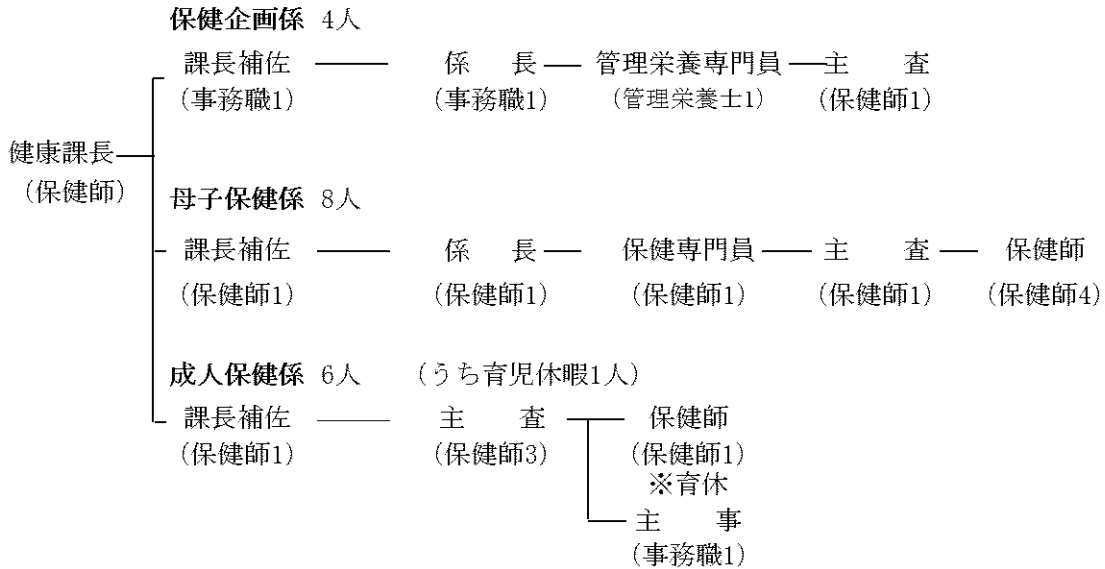 保健企画係 4人
課長補佐 係 長 管理栄養専門員 主 査
(事務職1) (事務職1) (管理栄養士1) (保健師1)
健康課長
(保健師)
母子保健係 8人
課長補佐 係 長 保健専門員 主 査 保健師
(保健師1) (保健師1) (保健師1) (保健師1) (保健師4)
成人保健係 6人 (うち育児休暇1人)
課長補佐 主 査 保健師
(保健師1) (保健師3) (保健師1)
※育休
主 事
(事務職1)